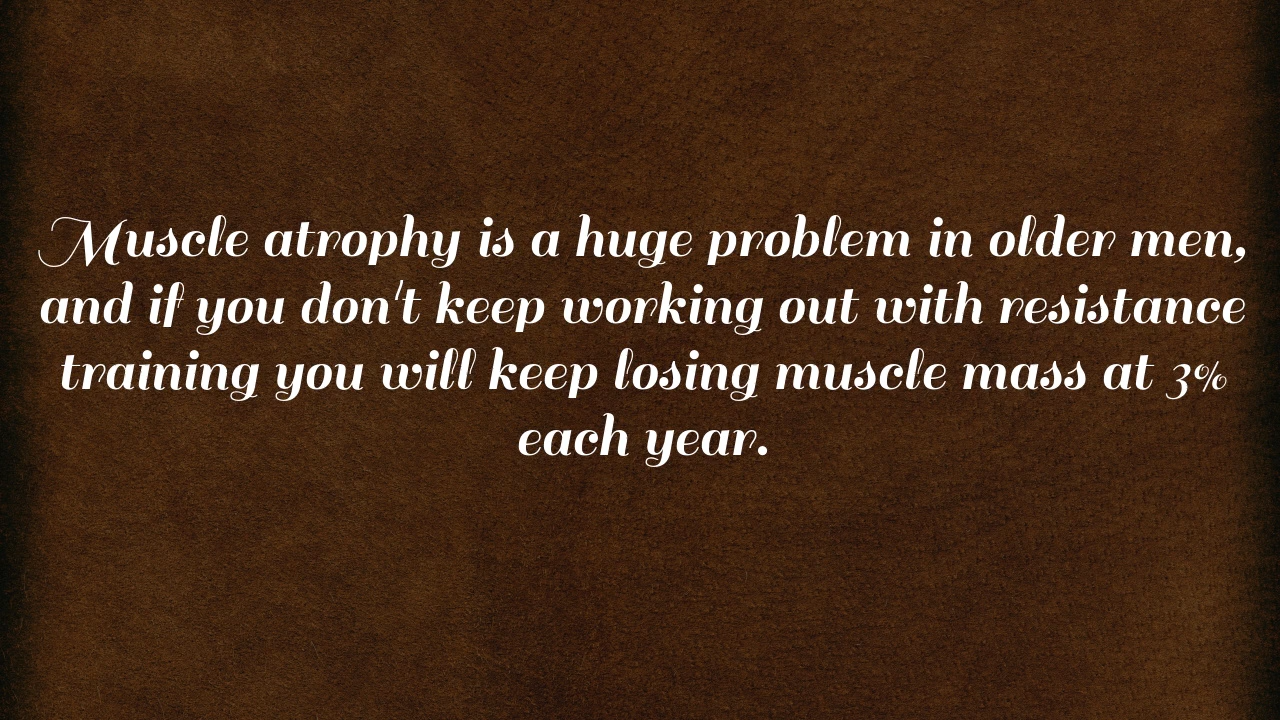 Muscle atrophy is a huge problem in older men,
and if you don't keep working out with resistance
training you will keep losing muscle mass at 3%
each year.